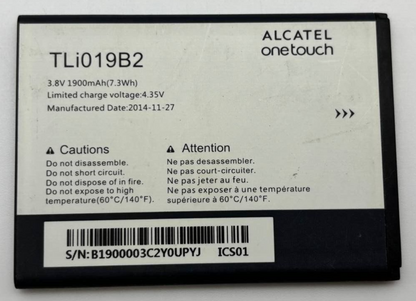 ALCATEL
onetouch
TLi019B2
3.8V 1900mAh(7.3Wh)
Limited charge voltage:4.35V
Manufactured Date:2014-11-27
Cautions
Do not disassemble.
Do not short circuit.
Do not dispose of in fire.
Do not expose to high
temperature(60°C/140°F).
Attention
Ne pas desassembler.
Ne pas court-circuiter.
Ne pas jeter au feu.
Ne pas exposer à une température
supérieure à 60°C/140°F.
S/N: B1900003C2Y0UPYJ ICS01